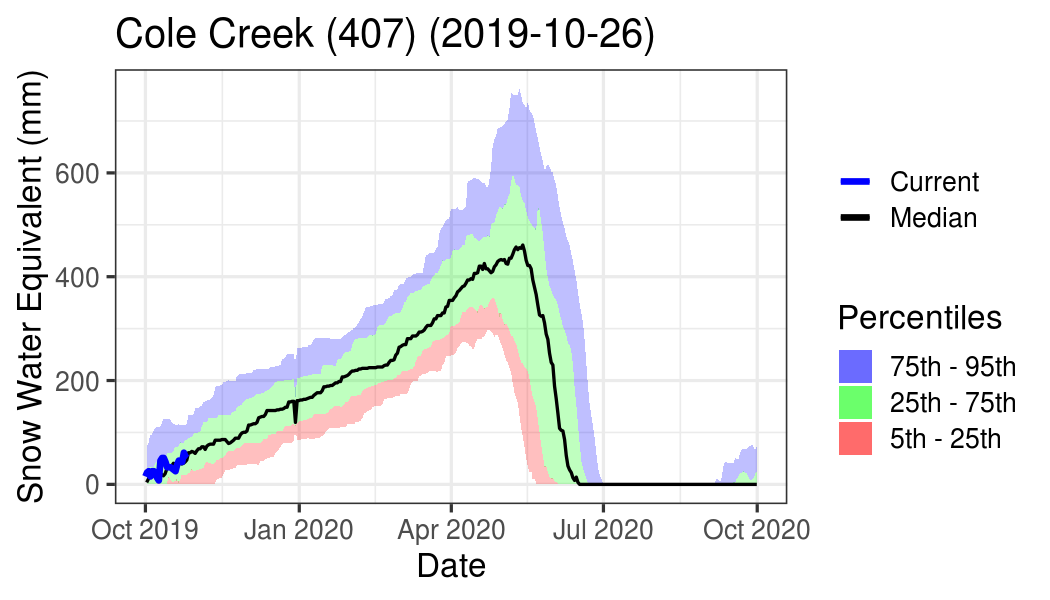 Cole Creek (407) (2019-10-26)
Snow Water Equivalent (mm)
600
400
200
0
Oct 2019
Jan 2020
Apr 2020
Jul 2020
Oct 2020
Date
Current
Median
Percentiles
75th - 95th
25th - 75th
5th - 25th